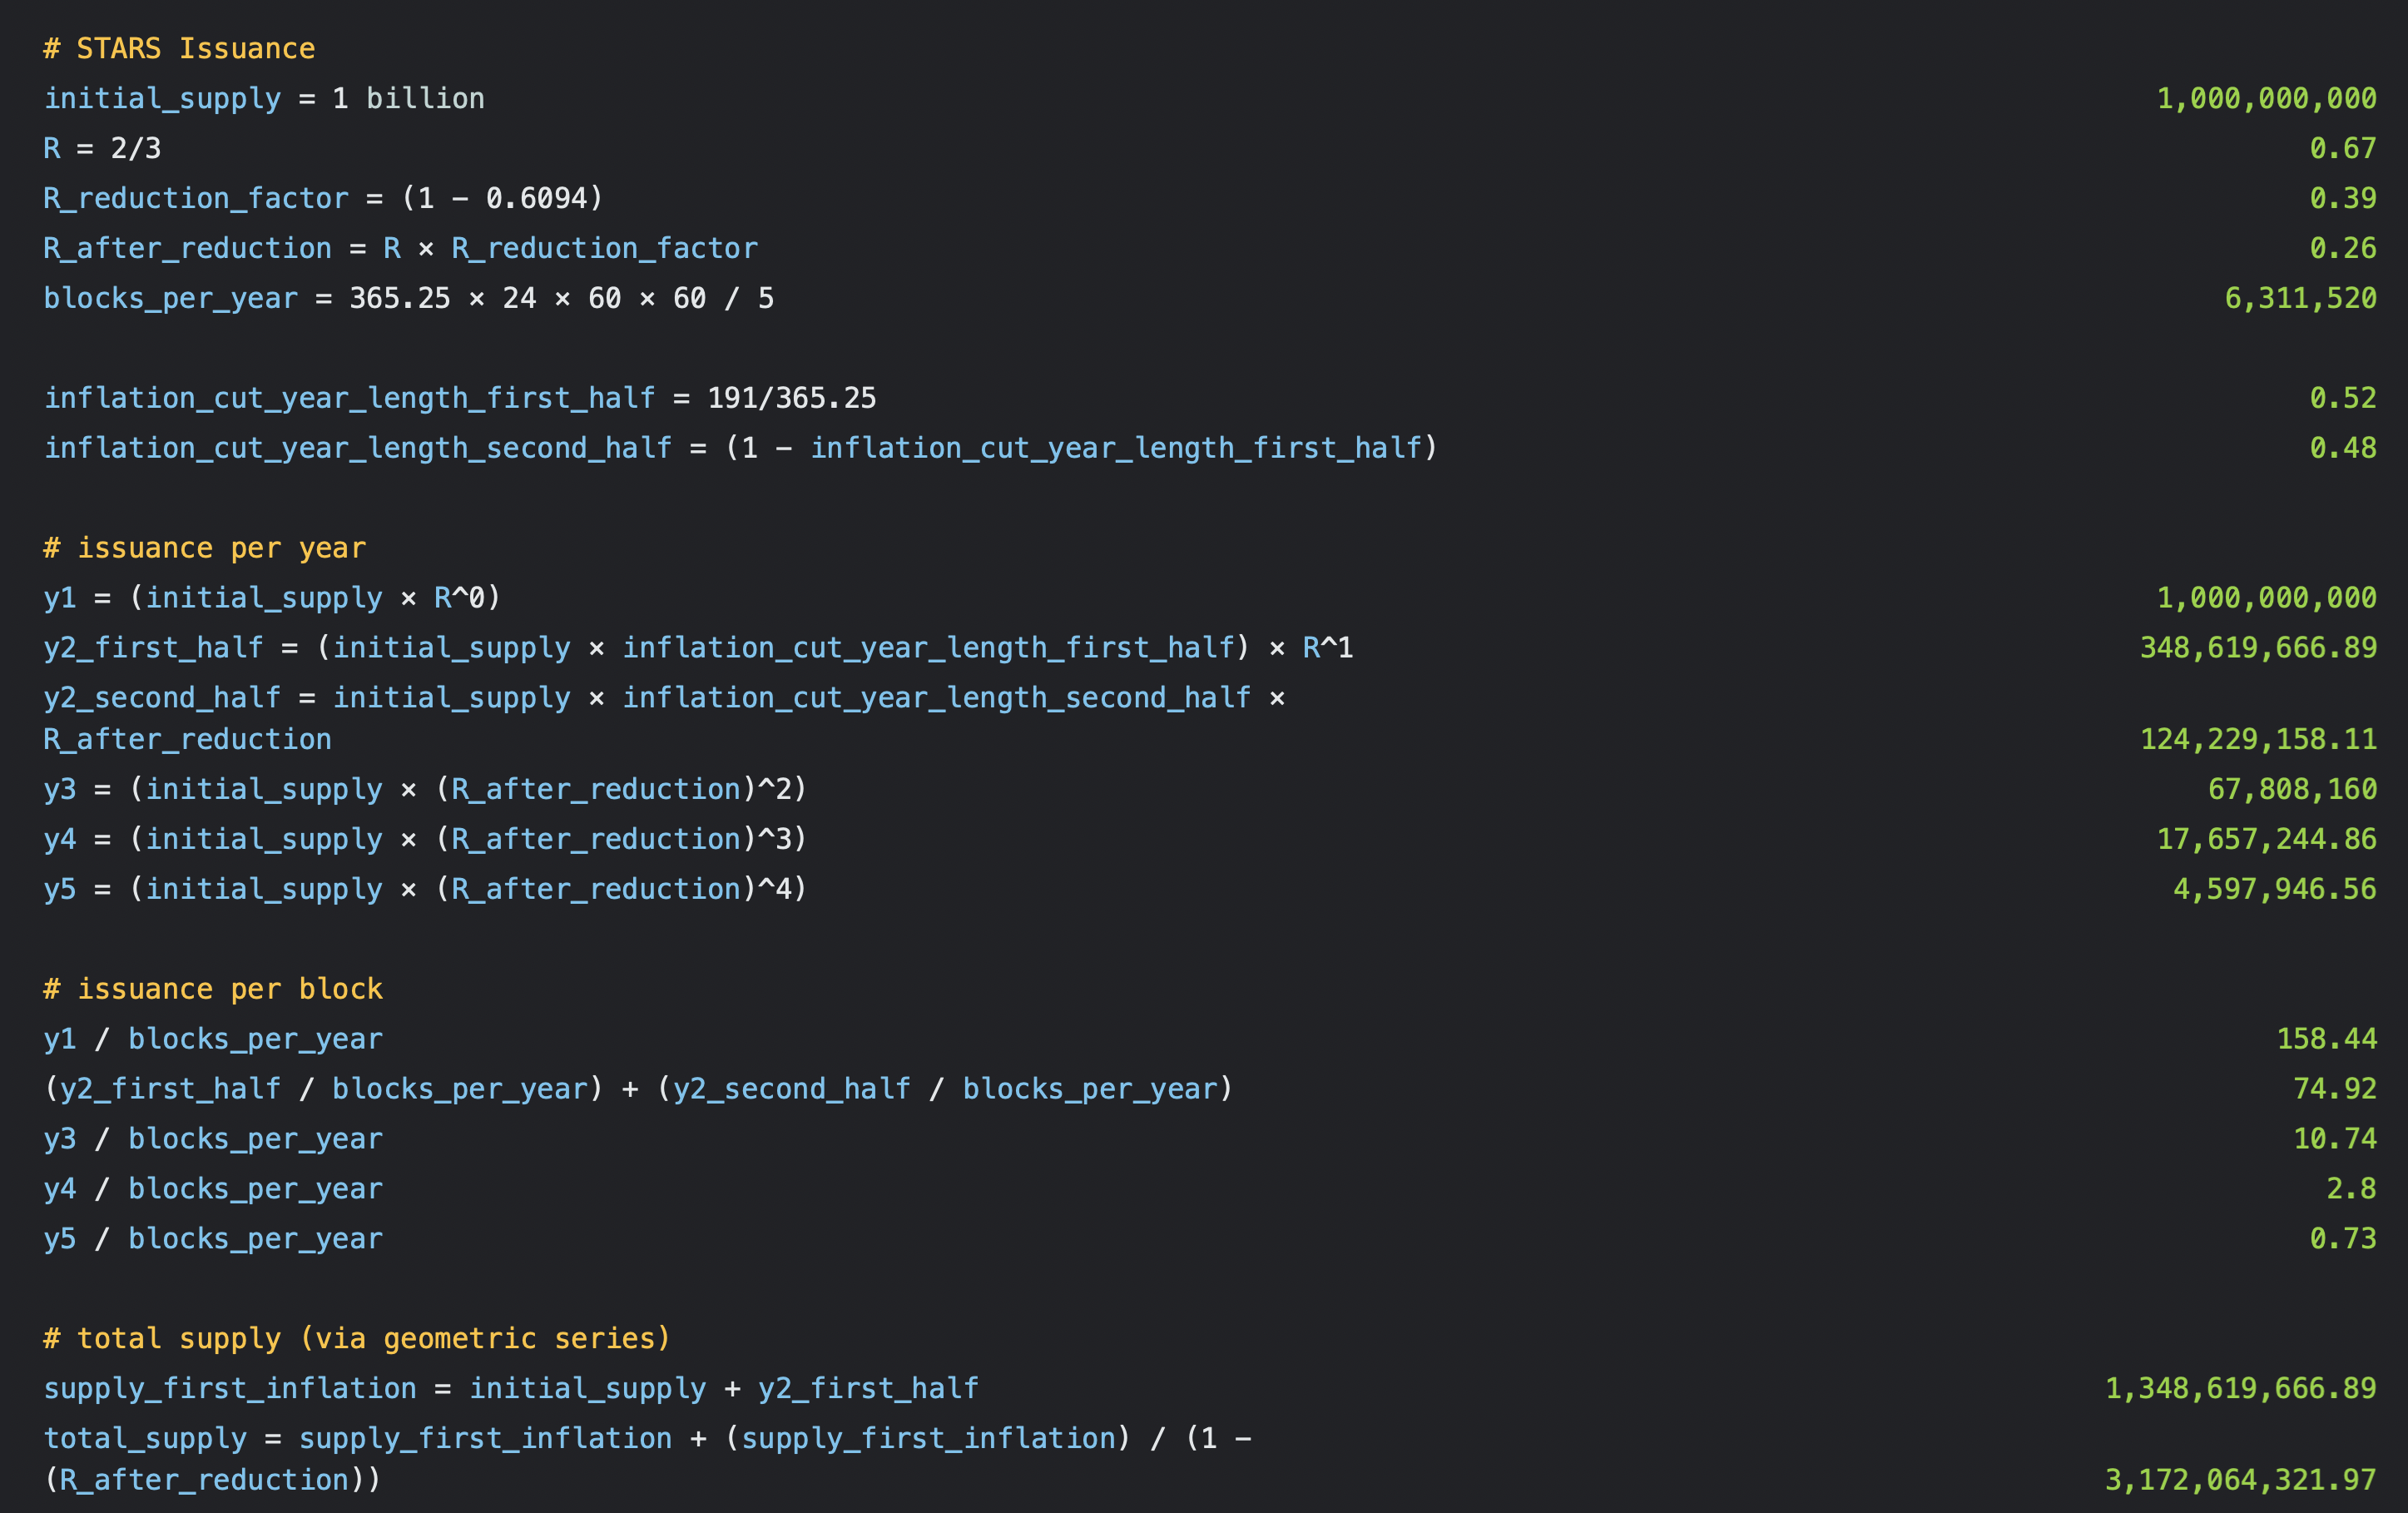 # STARS Issuance
initial_supply = 1 billion 1,000,000,000
R = 2/3 0.67
R_reduction_factor = (1 − 0.6094) 0.39
R_after_reduction = R × R_reduction_factor 0.26
blocks_per_year = 365.25 × 24 × 60 × 60 / 5 6,311,520
inflation_cut_year_length_first_half = 191/365.25 0.52
inflation_cut_year_length_second_half = (1 − inflation_cut_year_length_first_half) 0.48
# issuance per year
y1 = (initial_supply × R^0) 1,000,000,000
y2_first_half = (initial_supply × inflation_cut_year_length_first_half) × R^1 348,619,666.89
y2_second_half = initial_supply × inflation_cut_year_length_second_half ×
R_after_reduction 124,229,158.11
y3 = (initial_supply × (R_after_reduction)^2) 67,808,160
y4 = (initial_supply × (R_after_reduction)^3) 17,657,244.86
y5 = (initial_supply × (R_after_reduction)^4) 4,597,946.56
# issuance per block
y1 / blocks_per_year 158.44
(y2_first_half / blocks_per_year) + (y2_second_half / blocks_per_year) 74.92
y3 / blocks_per_year 10.74
y4 / blocks_per_year 2.8
y5 / blocks_per_year 0.73
# total supply (via geometric series)
supply_first_inflation = initial_supply + y2_first_half 1,348,619,666.89
total_supply = supply_first_inflation + (supply_first_inflation) / (1 −
(R_after_reduction)) 3,172,064,321.97